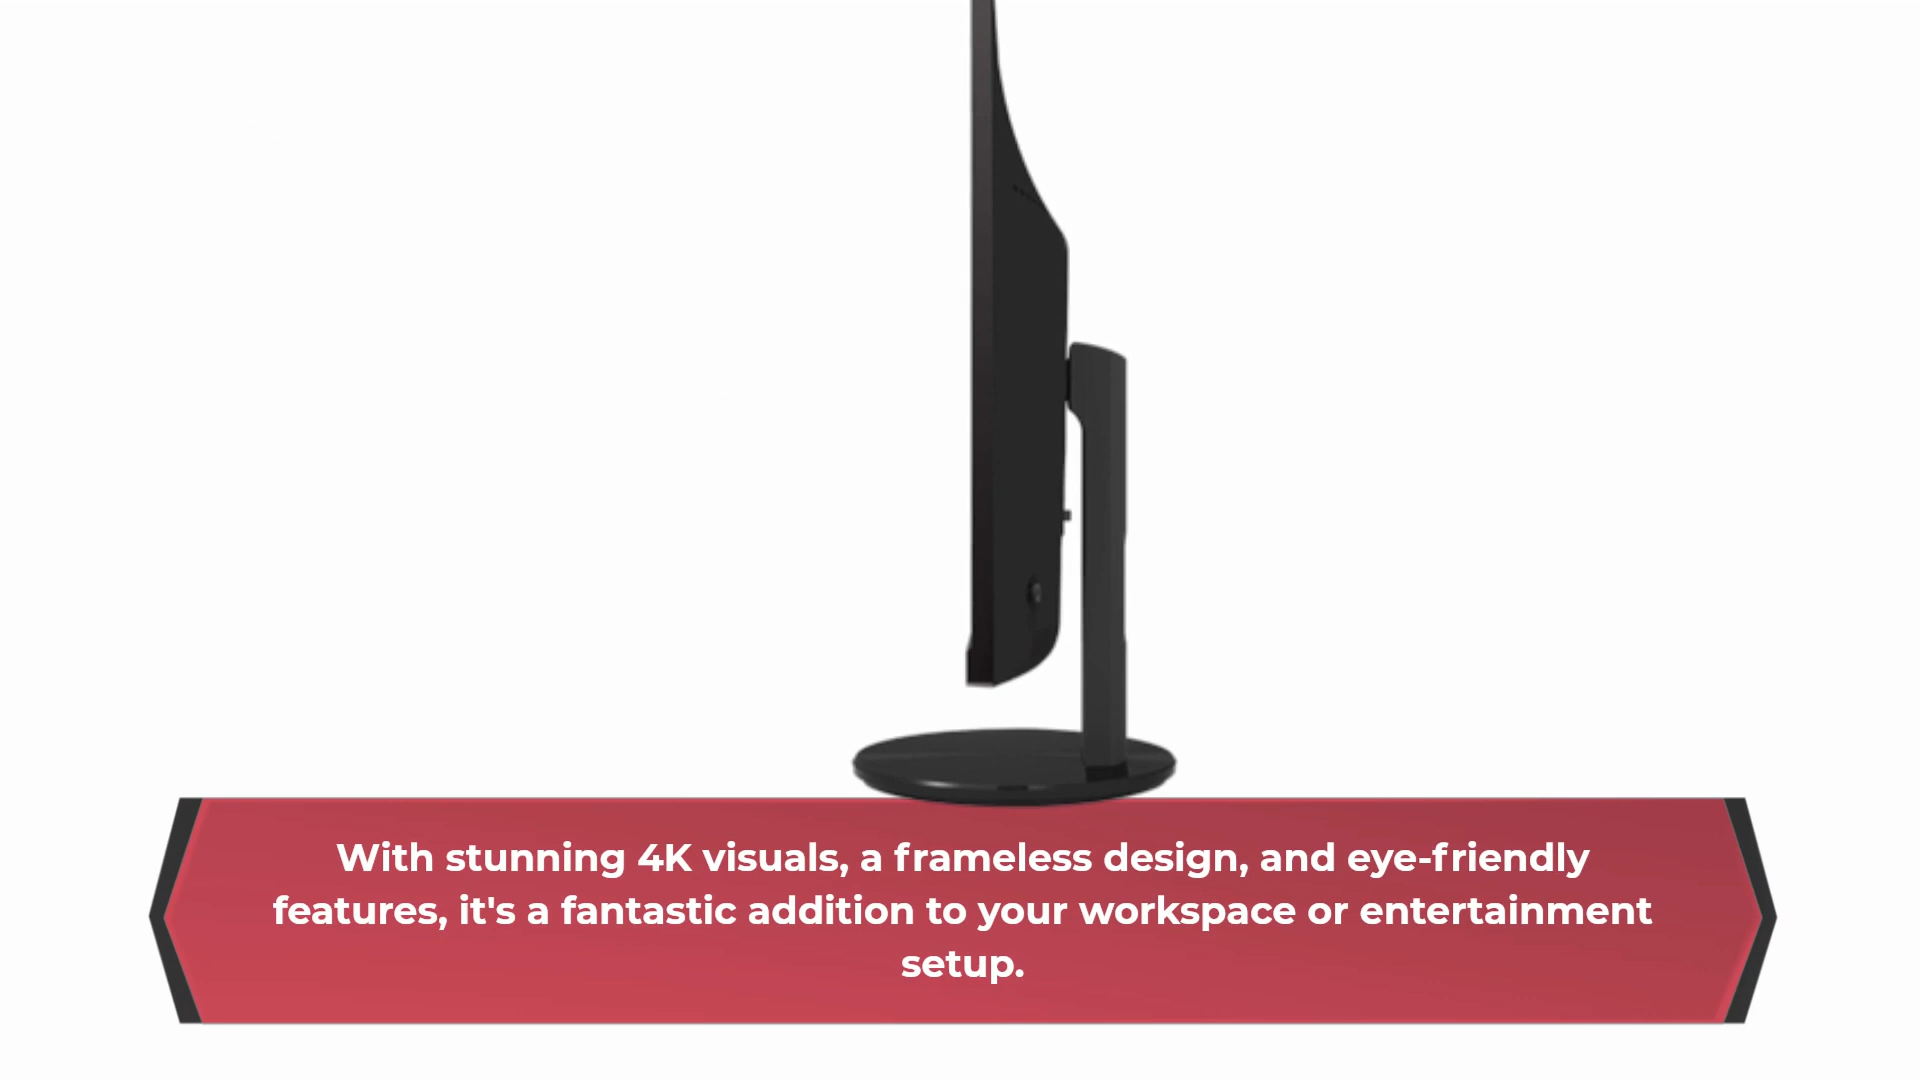 With stunning 4K visuals, a frameless design, and eye-friendly
features, it's a fantastic addition to your workspace or entertainment
setup.